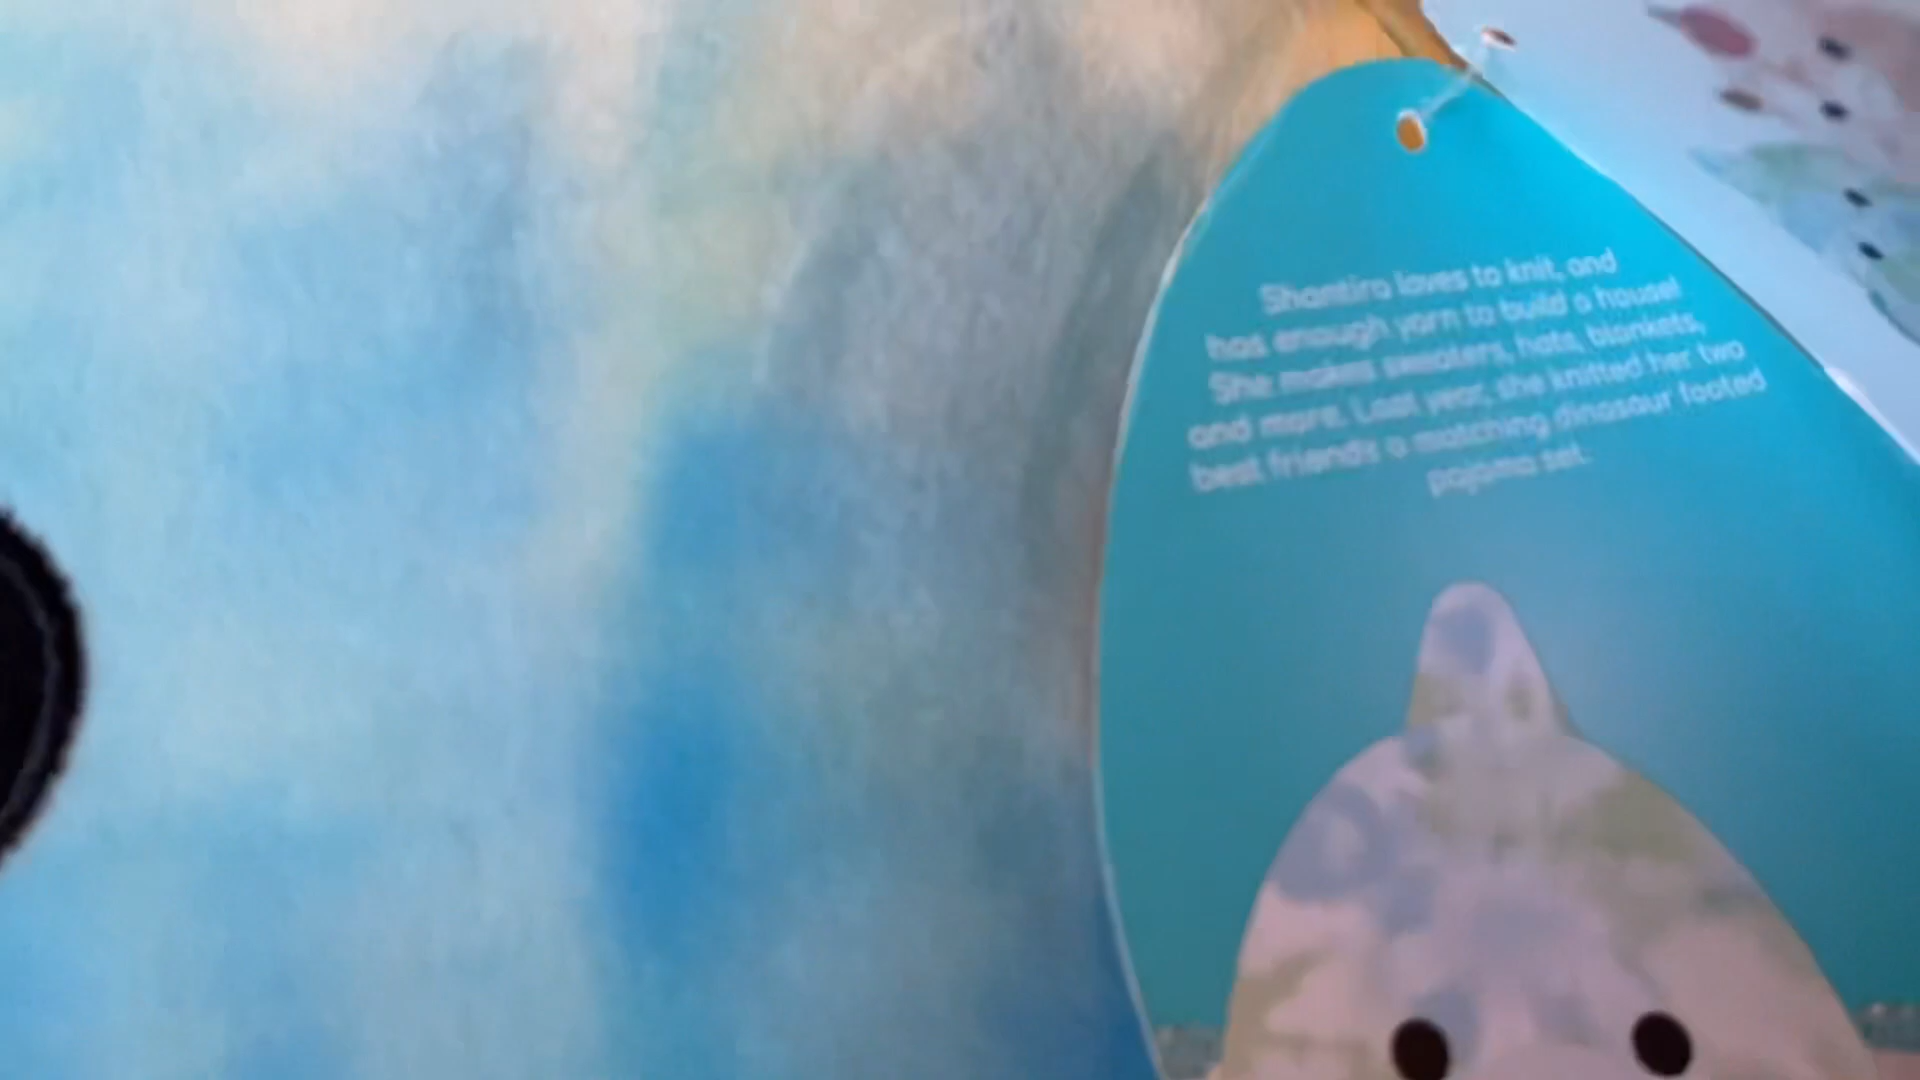 Shantira loves to knit, and
has enough yarn to build a house!
She makes sweaters, hats, blankets,
and more. Last year, she knitted her two
best friends a matching dinosaur footed
pajama set.